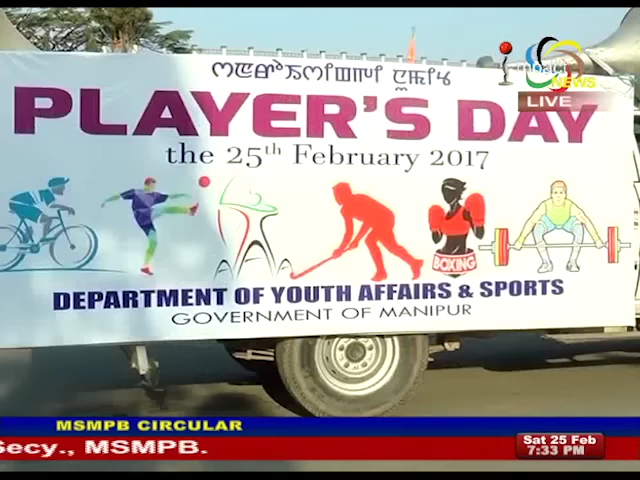 PLAYER'S DAY
the 25th February 2017
BOXING
DEPARTMENT OF YOUTH AFFAIRS & SPORTS
GOVERNMENT OF MANIPUR
impact
NEWS
LIVE
MSMPB CIRCULAR
Secy., MSMPB.
Sat 25 Feb
7:33 PM